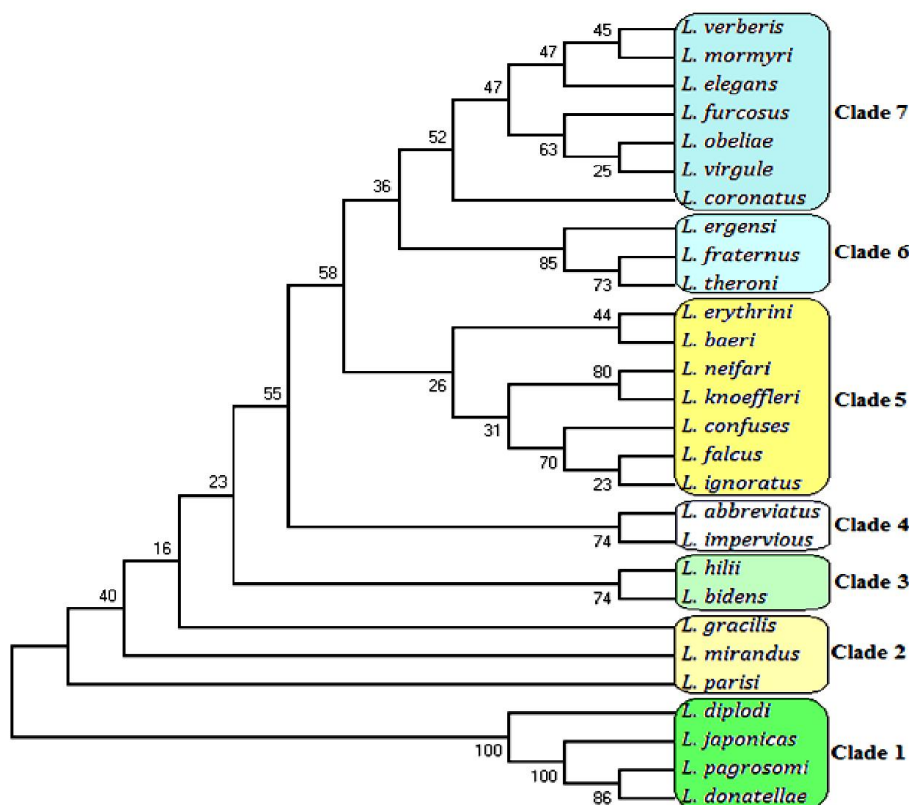 45
L. verberis
47
L. mormyri
47
L. elegans
L. furcosus
Clade 7
52
63
L. obeliae
25
L. virgule
36
L. coronatus
L. ergensi
85
L. fraternus
Clade 6
58
73
L. theroni
44
L. erythrini
L. baeri
26
80
L. neifari
L. knoeffleri
Clade 5
55
31
L. confuses
70
L. falcus
23
23
L. ignoratus
L. abbreviatus
Clade 4
16
74
L. impervious
L. hilii
Clade 3
40
74
L. bidens
L. gracilis
L. mirandus
Clade 2
L. parisi
L. diplodi
100
L. japonicas
Clade 1
100
L. pagrosomi
86
L. donatellae